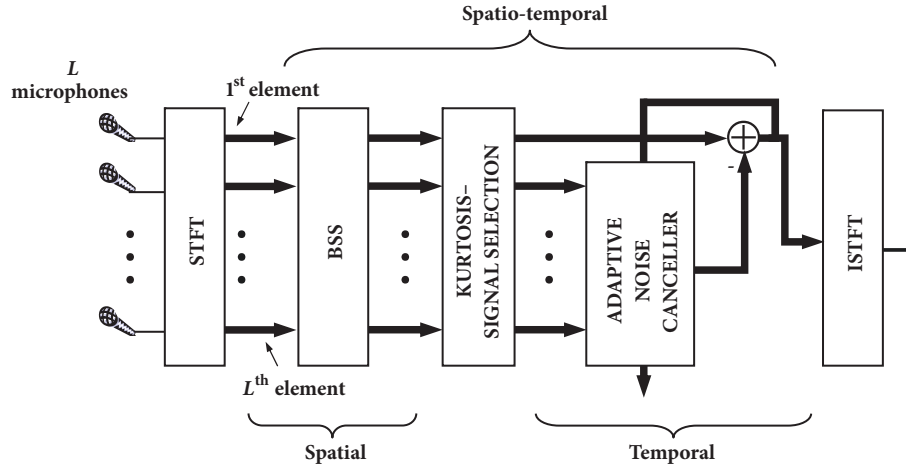 Spatio-temporal
L
microphones
1st element
STFT
BSS
KURTOSIS–
SIGNAL SELECTION
ADAPTIVE
NOISE
CANCELLER
-
ISTFT
Lth element
Spatial
Temporal